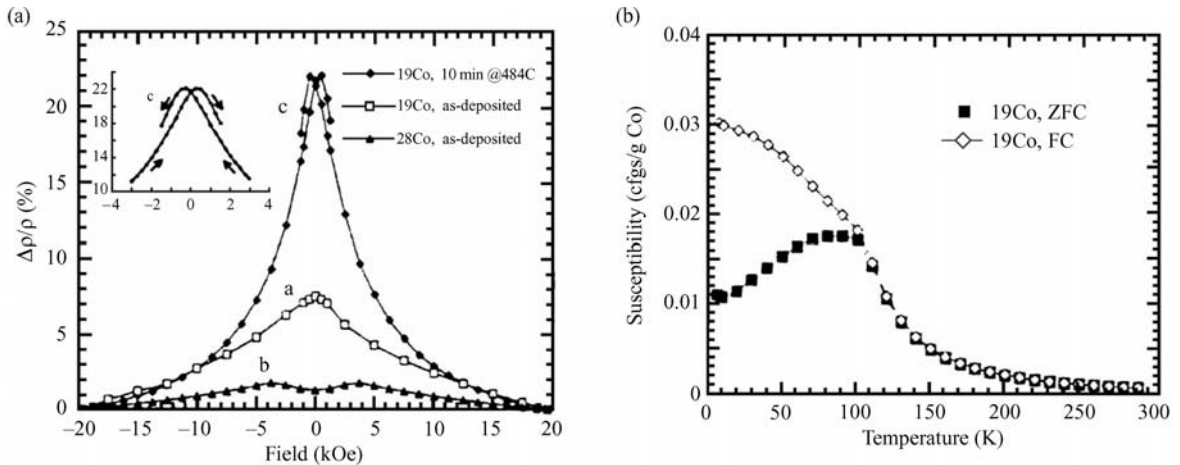 (a)
25
20
15
10
5
0
Δρ/ρ (%)
−20
−15
−10
−5
0
5
10
15
20
Field (kOe)
22
20
18
16
14
12
10
−4
−2
0
2
4
c
19Co, 10 min @484C
19Co, as-deposited
28Co, as-deposited
c
a
b
(b)
0.04
0.03
0.02
0.01
0
Susceptibility (cfgs/g Co)
19Co, ZFC
19Co, FC
0
50
100
150
200
250
300
Temperature (K)